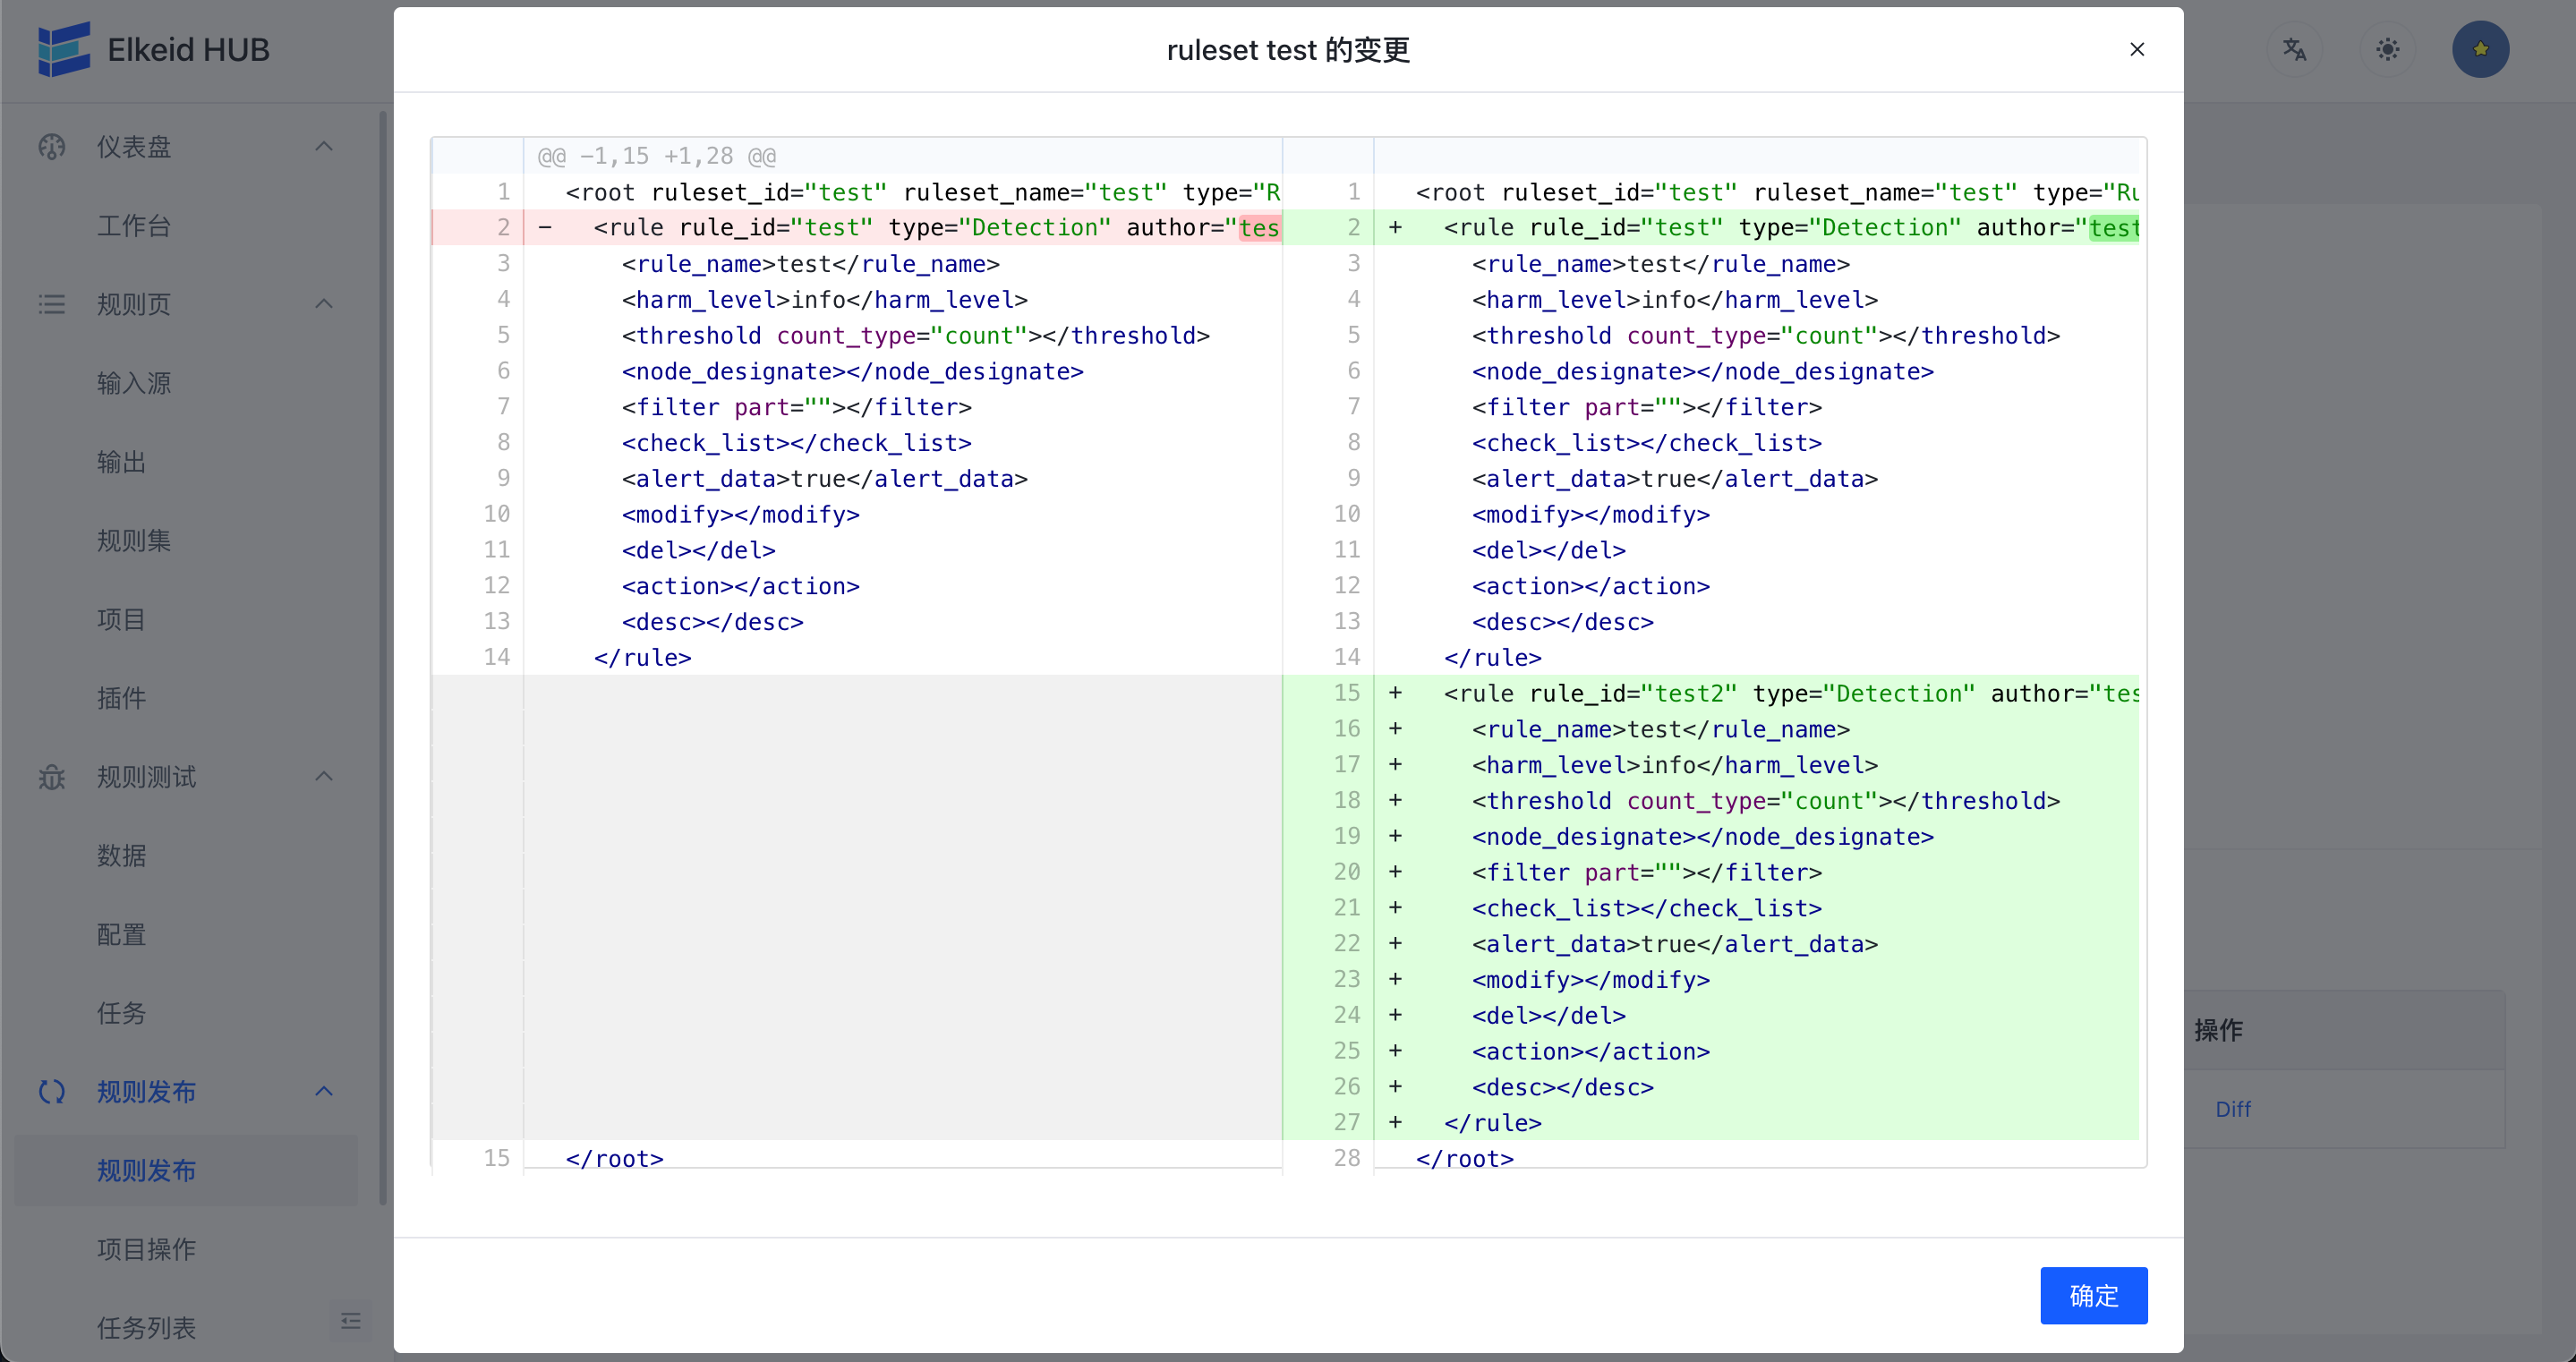 Elkeid HUB
仪表盘
工作台
规则页
输入源
输出
规则集
项目
插件
规则测试
数据
配置
任务
规则发布
规则发布
项目操作
任务列表
ruleset test 的变更
@@ -1,15 +1,28 @@
1 <root ruleset_id="test" ruleset_name="test" type="R
2 - <rule rule_id="test" type="Detection" author="tes
3 <rule_name>test</rule_name>
4 <harm_level>info</harm_level>
5 <threshold count_type="count"></threshold>
6 <node_designate></node_designate>
7 <filter part=""></filter>
8 <check_list></check_list>
9 <alert_data>true</alert_data>
10 <modify></modify>
11 <del></del>
12 <action></action>
13 <desc></desc>
14 </rule>
15 </root>
1 <root ruleset_id="test" ruleset_name="test" type="Ru
2 + <rule rule_id="test" type="Detection" author="test
3 <rule_name>test</rule_name>
4 <harm_level>info</harm_level>
5 <threshold count_type="count"></threshold>
6 <node_designate></node_designate>
7 <filter part=""></filter>
8 <check_list></check_list>
9 <alert_data>true</alert_data>
10 <modify></modify>
11 <del></del>
12 <action></action>
13 <desc></desc>
14 </rule>
15 + <rule rule_id="test2" type="Detection" author="tes
16 + <rule_name>test</rule_name>
17 + <harm_level>info</harm_level>
18 + <threshold count_type="count"></threshold>
19 + <node_designate></node_designate>
20 + <filter part=""></filter>
21 + <check_list></check_list>
22 + <alert_data>true</alert_data>
23 + <modify></modify>
24 + <del></del>
25 + <action></action>
26 + <desc></desc>
27 + </rule>
28 </root>
确定
操作
Diff